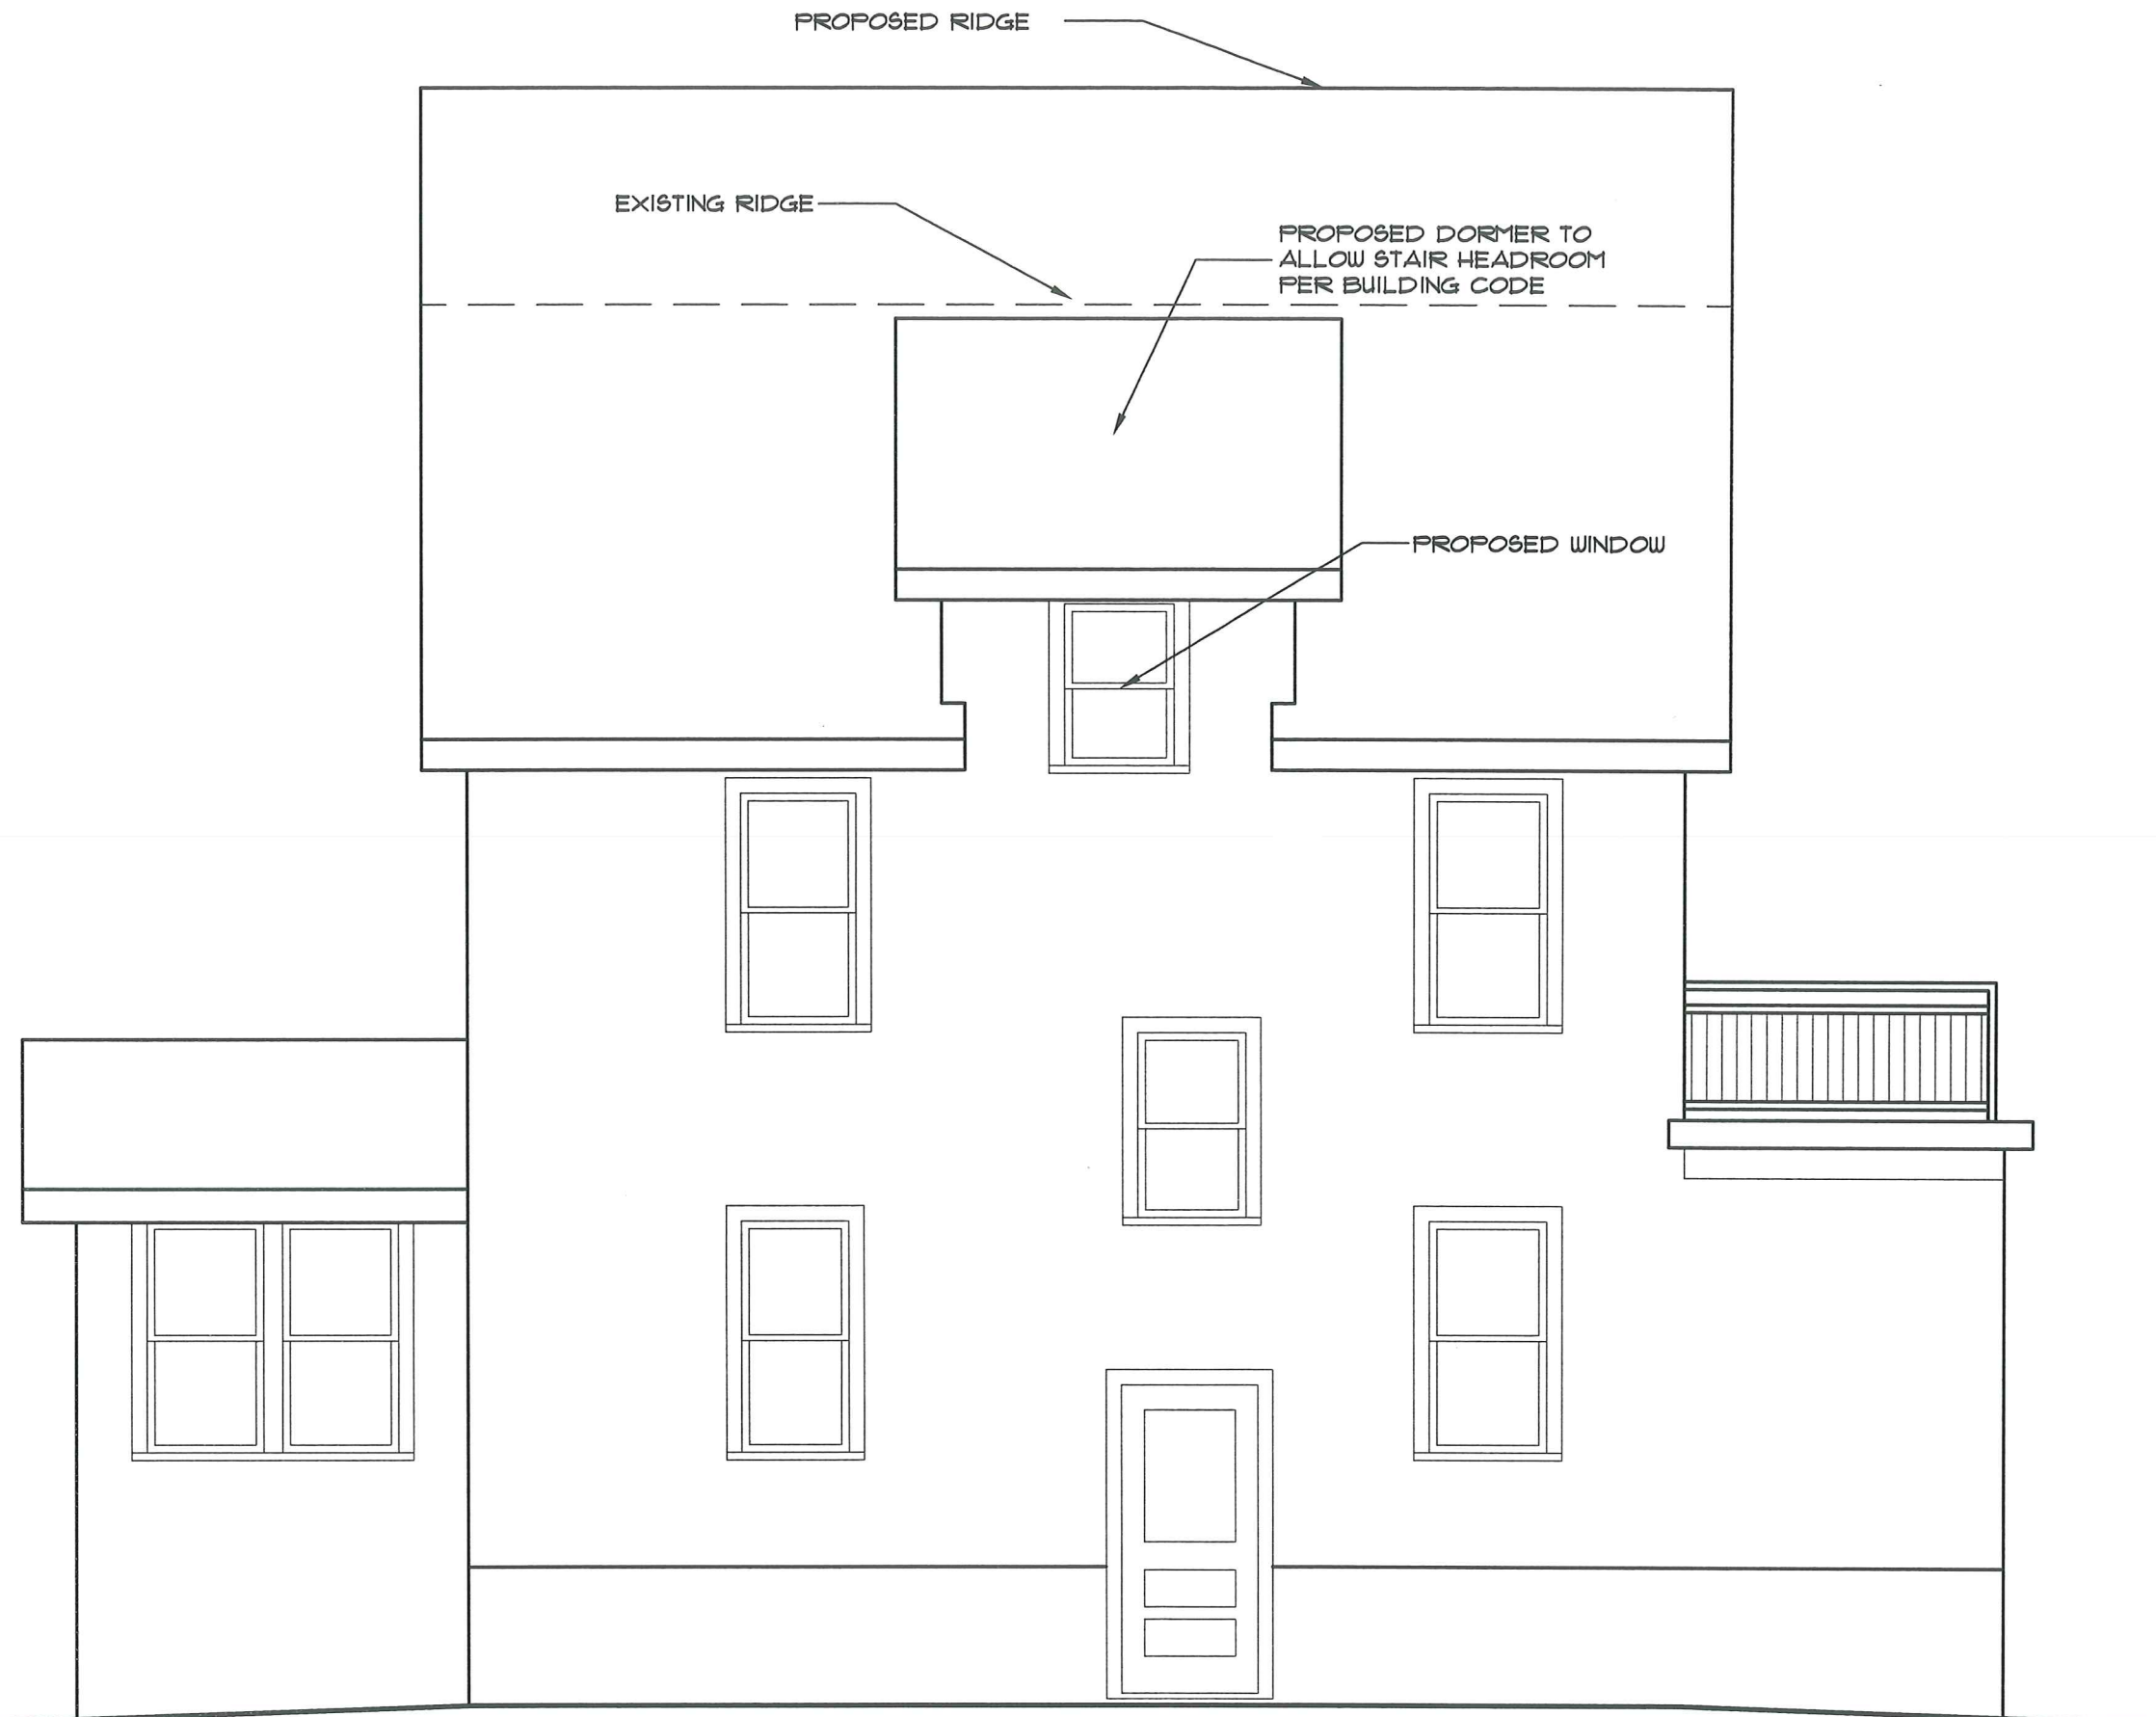 PROPOSED RIDGE
EXISTING RIDGE
PROPOSED DORMER TO
ALLOW STAIR HEADROOM
PER BUILDING CODE
PROPOSED WINDOW